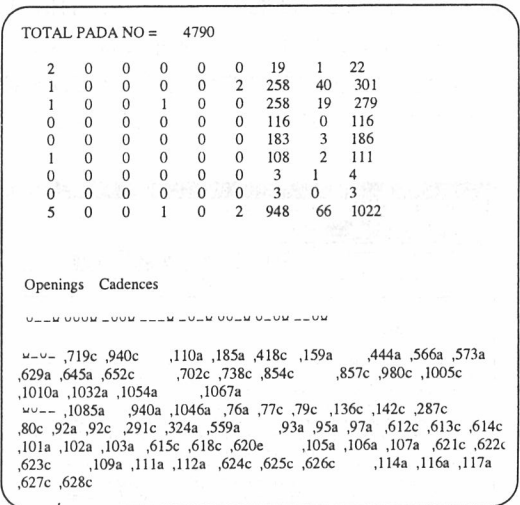 TOTAL PADA NO = 4790
2 0 0 0 0 0 19 1 22
1 0 0 0 0 2 258 40 301
1 0 0 1 0 0 258 19 279
0 0 0 0 0 0 116 0 116
0 0 0 0 0 0 183 3 186
1 0 0 0 0 0 108 2 111
0 0 0 0 0 0 3 1 4
0 0 0 0 0 0 3 0 3
5 0 0 1 0 2 948 66 1022
Openings Cadences
⏑__⏓ ⏑⏑⏑⏓ _⏑⏑⏓ ___⏓ _⏑_⏓ ⏑⏑_⏓ ⏑_⏑⏓ __⏑⏓
⏓–⏑– ,719c ,940c ,110a ,185a ,418c ,159a ,444a ,566a ,573a
,629a ,645a ,652c ,702c ,738c ,854c ,857c ,980c ,1005c
,1010a ,1032a ,1054a ,1067a
⏓⏑–– ,1085a ,940a ,1046a ,76a ,77c ,79c ,136c ,142c ,287c
,80c ,92a ,92c ,291c ,324a ,559a ,93a ,95a ,97a ,612c ,613c ,614c
,101a ,102a ,103a ,615c ,618c ,620e ,105a ,106a ,107a ,621c ,622c
,623c ,109a ,111a ,112a ,624c ,625c ,626c ,114a ,116a ,117a
,627c ,628c